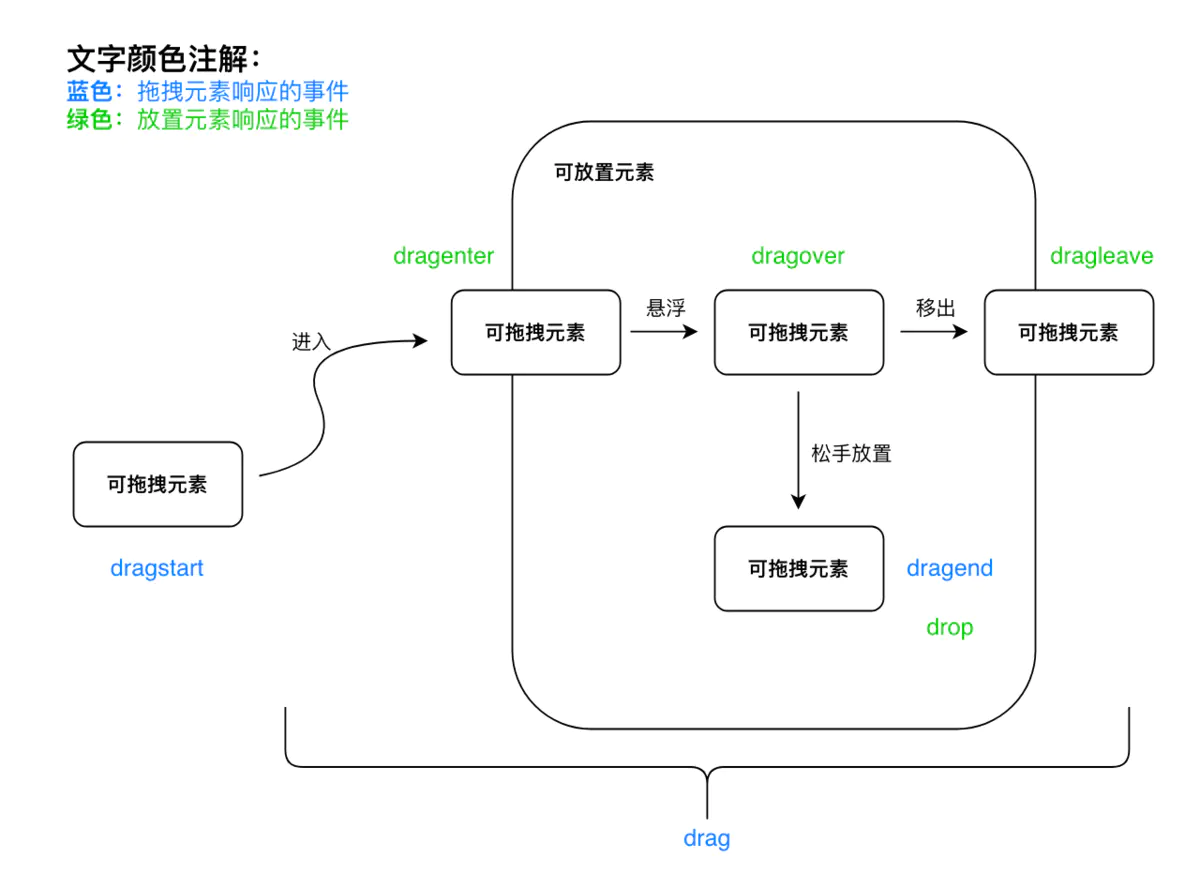 文字颜色注解：
蓝色：拖拽元素响应的事件
绿色：放置元素响应的事件
可放置元素
dragenter
dragover
dragleave
进入
可拖拽元素
悬浮
可拖拽元素
移出
可拖拽元素
松手放置
可拖拽元素
dragstart
可拖拽元素
dragend
drop
drag